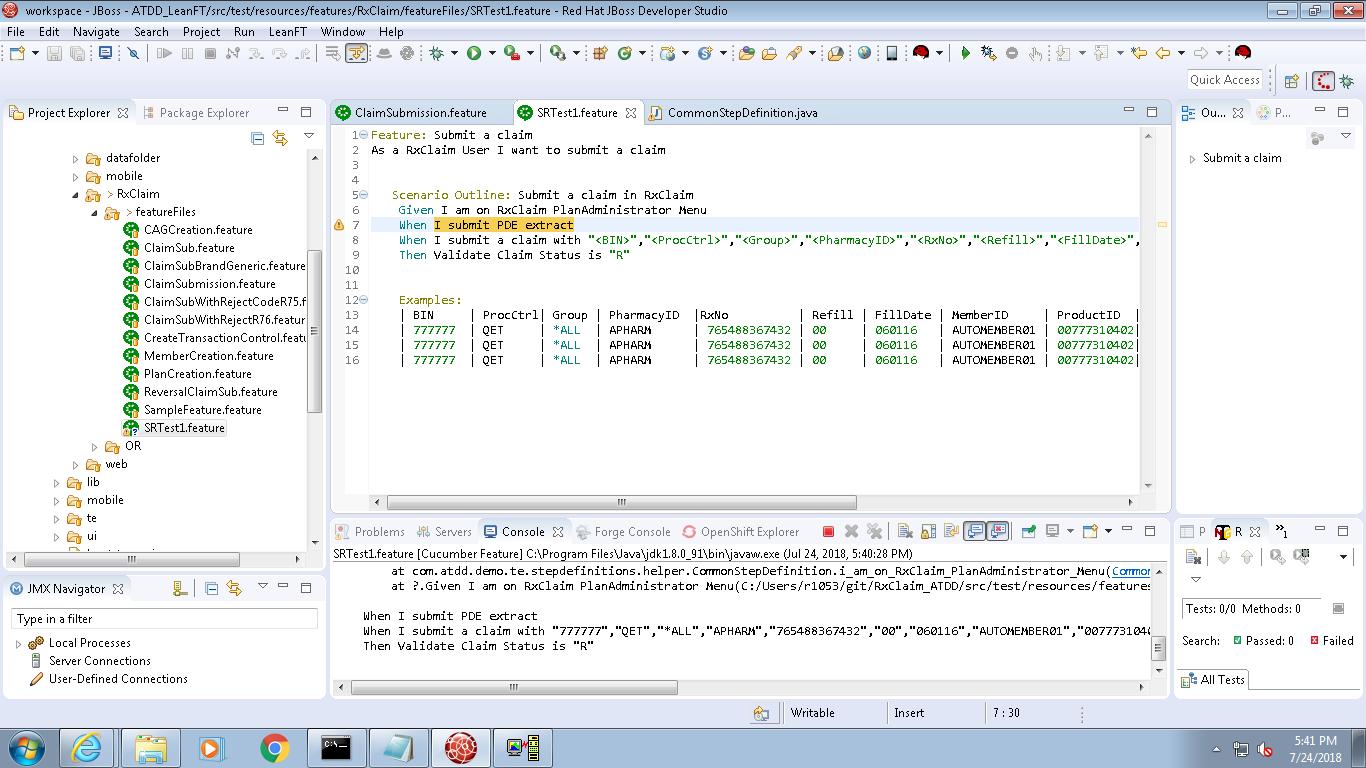 workspace - JBoss - ATDD_LeanFT/src/test/resources/features/RxClaim/featureFiles/SRTest1.feature - Red Hat JBoss Developer Studio
File Edit Navigate Search Project Run LeanFT Window Help
Quick Access
Project Explorer Package Explorer
datafolder
mobile
> RxClaim
> featureFiles
CAGCreation.feature
ClaimSub.feature
ClaimSubBrandGeneric.feature
ClaimSubmission.feature
ClaimSubWithRejectCodeR75.f
ClaimSubWithRejectR76.featur
CreateTransactionControl.featu
MemberCreation.feature
PlanCreation.feature
ReversalClaimSub.feature
SampleFeature.feature
SRTest1.feature
OR
web
lib
mobile
te
ui
JMX Navigator
Type in a filter
Local Processes
Server Connections
User-Defined Connections
ClaimSubmission.feature SRTest1.feature CommonStepDefinition.java
1 Feature: Submit a claim
2 As a RxClaim User I want to submit a claim
3
4
5 Scenario Outline: Submit a claim in RxClaim
6 Given I am on RxClaim PlanAdministrator Menu
7 When I submit PDE extract
8 When I submit a claim with "<BIN>","<ProcCtrl>","<Group>","<PharmacyID>","<RxNo>","<Refill>","<FillDate>",
9 Then Validate Claim Status is "R"
10
11
12 Examples:
13 | BIN | ProcCtrl| Group | PharmacyID |RxNo | Refill | FillDate | MemberID | ProductID |
14 | 777777 | QET | *ALL | APHARM | 765488367432 | 00 | 060116 | AUTOMEMBER01 | 00777310402|
15 | 777777 | QET | *ALL | APHARM | 765488367432 | 00 | 060116 | AUTOMEMBER01 | 00777310402|
16 | 777777 | QET | *ALL | APHARM | 765488367432 | 00 | 060116 | AUTOMEMBER01 | 00777310402|
Ou... P...
Submit a claim
Problems Servers Console Forge Console OpenShift Explorer
SRTest1.feature [Cucumber Feature] C:\Program Files\Java\jdk1.8.0_91\bin\javaw.exe (Jul 24, 2018, 5:40:28 PM)
at com.atdd.demo.te.stepdefinitions.helper.CommonStepDefinition.i_am_on_RxClaim_PlanAdministrator_Menu(Common
at ?.Given I am on RxClaim PlanAdministrator Menu(C:/Users/r1053/git/RxClaim_ATDD/src/test/resources/features
When I submit PDE extract
When I submit a claim with "777777","QET","*ALL","APHARM","765488367432","00","060116","AUTOMEMBER01","0077731040
Then Validate Claim Status is "R"
P R 1
Tests: 0/0 Methods: 0
Search: Passed: 0 Failed
All Tests
Writable Insert 7 : 30
5:41 PM
7/24/2018